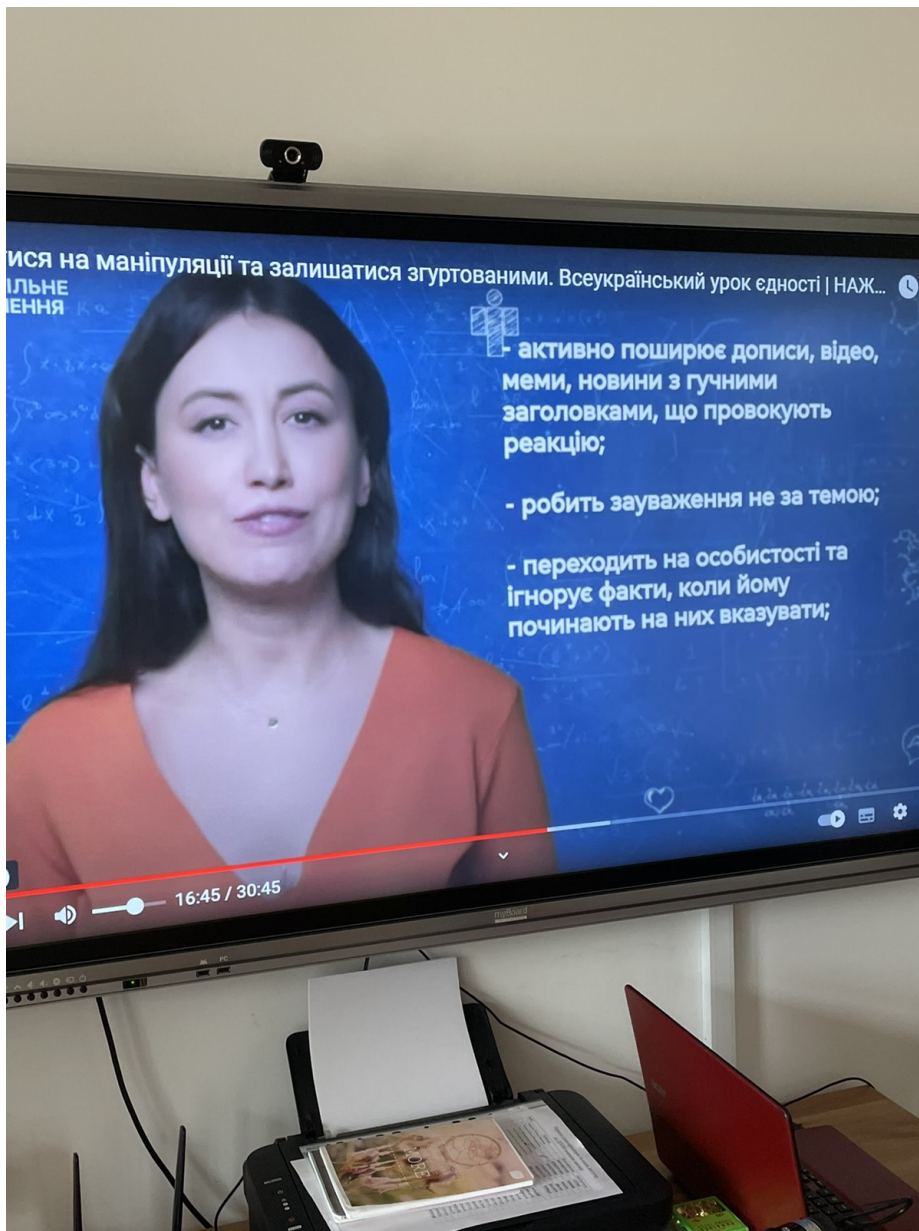 тися на маніпуляції та залишатися згуртованими. Всеукраїнський урок єдності | НАЖ...
- активно поширює дописи, відео,
меми, новини з гучними
заголовками, що провокують
реакцію;
- робить зауваження не за темою;
- переходить на особистості та
ігнорує факти, коли йому
починають на них вказувати;
16:45 / 30:45
myBoard
PC